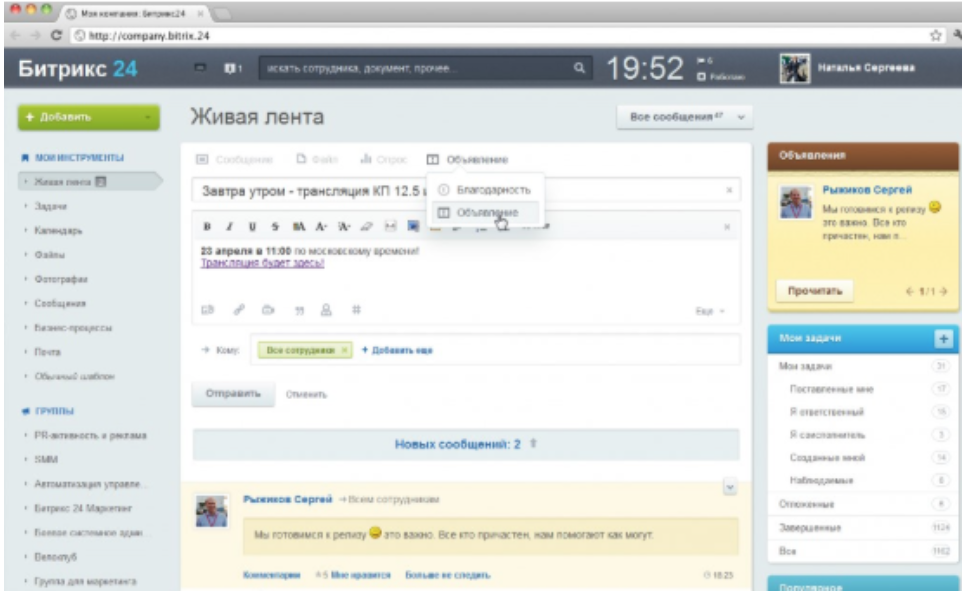 Моя компания: Битрикс24
http://company.bitrix.24
Битрикс 24
1
искать сотрудника, документ, прочее...
19:52
6
Работаю
Наталья Сергеева
+ Добавить
Живая лента
Все сообщения 47
МОИ ИНСТРУМЕНТЫ
Живая лента
Задачи
Календарь
Файлы
Фотографии
Сообщения
Бизнес-процессы
Почта
Обычный шаблон
ГРУППЫ
PR-активность и реклама
SMM
Автоматизация управле...
Битрикс 24 Маркетинг
Боевая системное админ...
Велоклуб
Группа для маркетинга
Сообщение
Файл
Опрос
Объявление
Завтра утром - трансляция КП 12.5
Благодарность
Объявление
B I U S
23 апреля в 11:00 по московскому времени!
Трансляция будет здесь!
Еще
Кому:
Все сотрудники
+ Добавить еще
Отправить
Отменить
Новых сообщений: 2
Рыжиков Сергей → Всем сотрудникам
Мы готовимся к релизу это важно. Все кто причастен, нам помогают как могут.
Комментарии
5 Мне нравится
Больше не следить
18:25
Объявления
Рыжиков Сергей
Мы готовимся к релизу
это важно. Все кто
причастен, нам п...
Прочитать
← 1/1 →
Мои задачи
+
Мои задачи 31
Поставленные мне 17
Я ответственный 16
Я соисполнитель 3
Созданные мной 14
Наблюдаемые 8
Отложенные 6
Завершенные 1124
Все 1162
Популярное